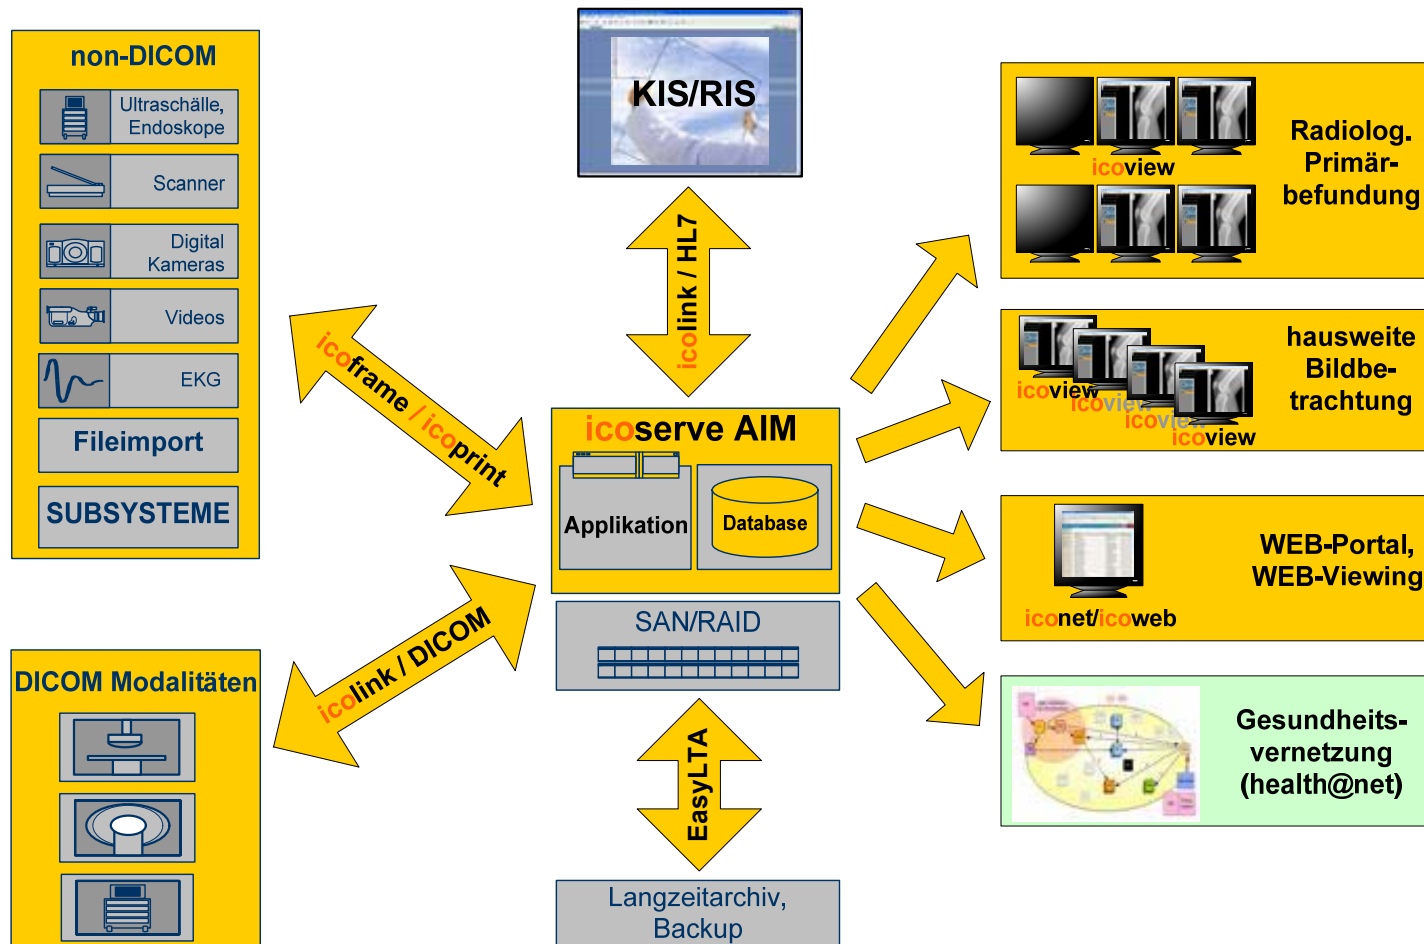 non-DICOM
Ultraschälle,
Endoskope
Scanner
Digital
Kameras
Videos
EKG
Fileimport
SUBSYSTEME
DICOM Modalitäten
icoframe / icoprint
icolink / DICOM
KIS/RIS
icolink / HL7
icoserve AIM
Applikation
Database
SAN/RAID
EasyLTA
Langzeitarchiv,
Backup
icoview
Radiolog.
Primär-
befundung
icoview
icoview
icoview
icoview
hausweite
Bildbe-
trachtung
iconet/icoweb
WEB-Portal,
WEB-Viewing
Gesundheits-
vernetzung
(health@net)